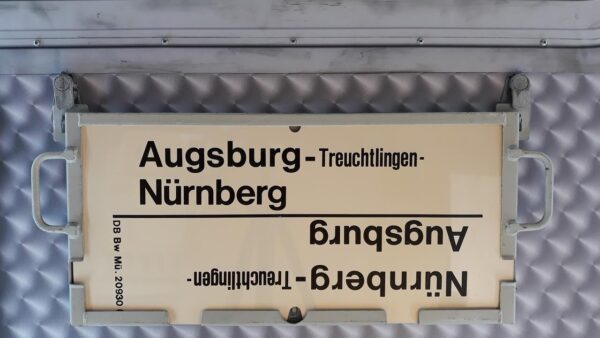 Augsburg-Treuchtlingen-
Nürnberg
Nürnberg-Treuchtlingen-
Augsburg
DB Bw Mü. 20930